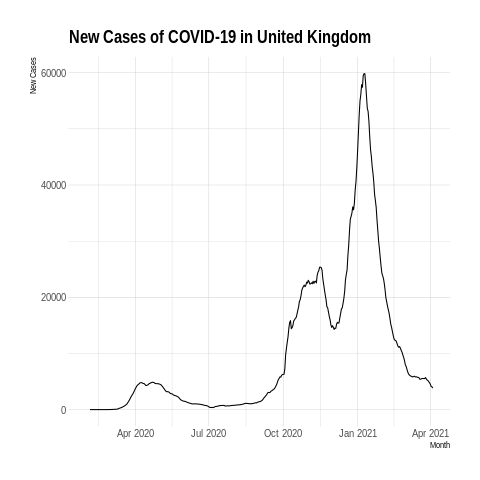 New Cases of COVID-19 in United Kingdom
New Cases
60000
40000
20000
0
Apr 2020 Jul 2020 Oct 2020 Jan 2021 Apr 2021
Month